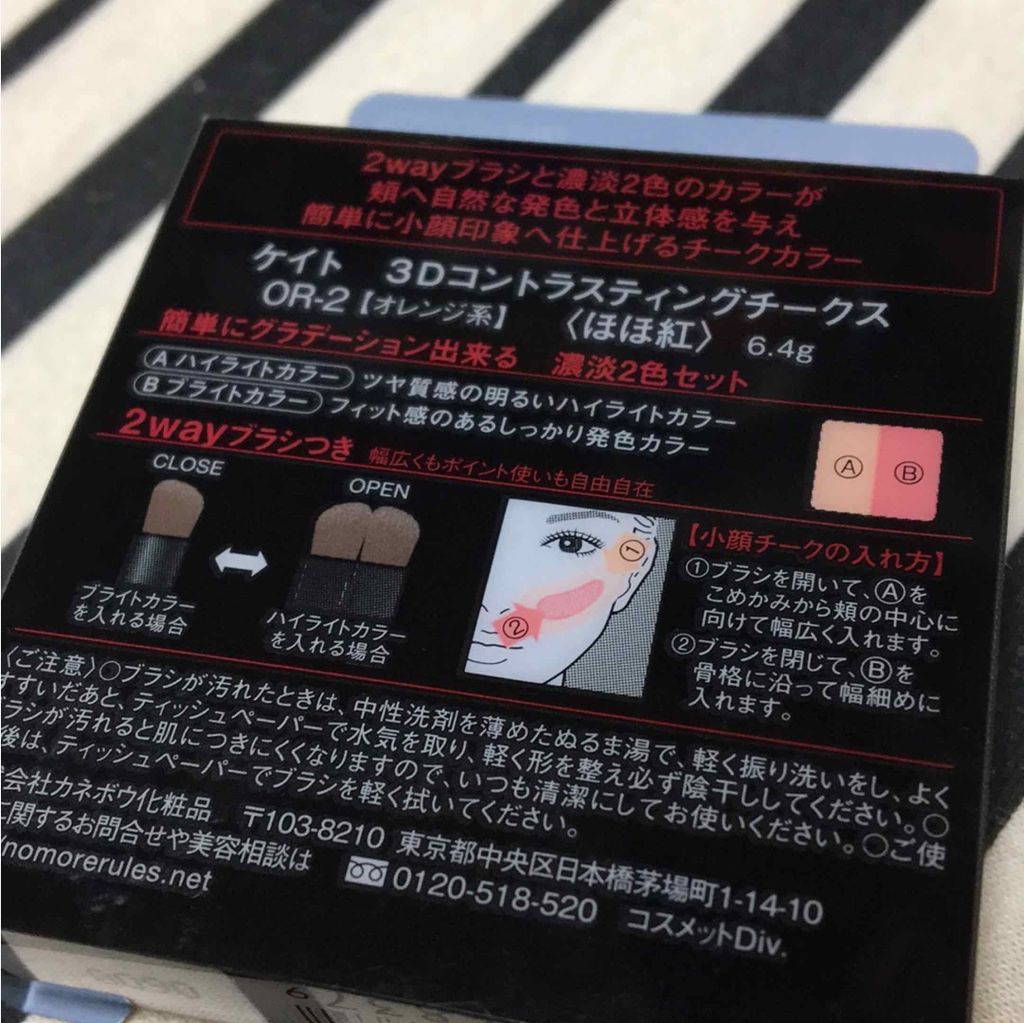 2wayブラシと濃淡2色のカラーが
頬へ自然な発色と立体感を与え
簡単に小顔印象へ仕上げるチークカラー
ケイト 3Dコントラスティングチークス
OR-2【オレンジ系】 〈ほほ紅〉 6.4g
簡単にグラデーション出来る 濃淡2色セット
Ⓐハイライトカラー ツヤ質感の明るいハイライトカラー
Ⓑブライトカラー フィット感のあるしっかり発色カラー
Ⓐ Ⓑ
2wayブラシつき 幅広くもポイント使いも自由自在
CLOSE
OPEN
ブライトカラー
を入れる場合
ハイライトカラー
を入れる場合
①
②
【小顔チークの入れ方】
①ブラシを開いて、Ⓐを
こめかみから頬の中心に
向けて幅広く入れます。
②ブラシを閉じて、Ⓑを
骨格に沿って幅細めに
入れます。
〈ご注意〉○ブラシが汚れたときは、中性洗剤を薄めたぬるま湯で、軽く振り洗いをし、よく
すすいだあと、ティッシュペーパーで水気を取り、軽く形を整え必ず陰干ししてください。○
ラシが汚れると肌につきにくくなりますので、いつも清潔にしてお使いください。○ご使
後は、ティッシュペーパーでブラシを軽く拭いてください。
会社カネボウ化粧品 〒103-8210 東京都中央区日本橋茅場町1-14-10
に関するお問合せや美容相談は 0120-518-520 コスメットDiv.
nomorerules.net